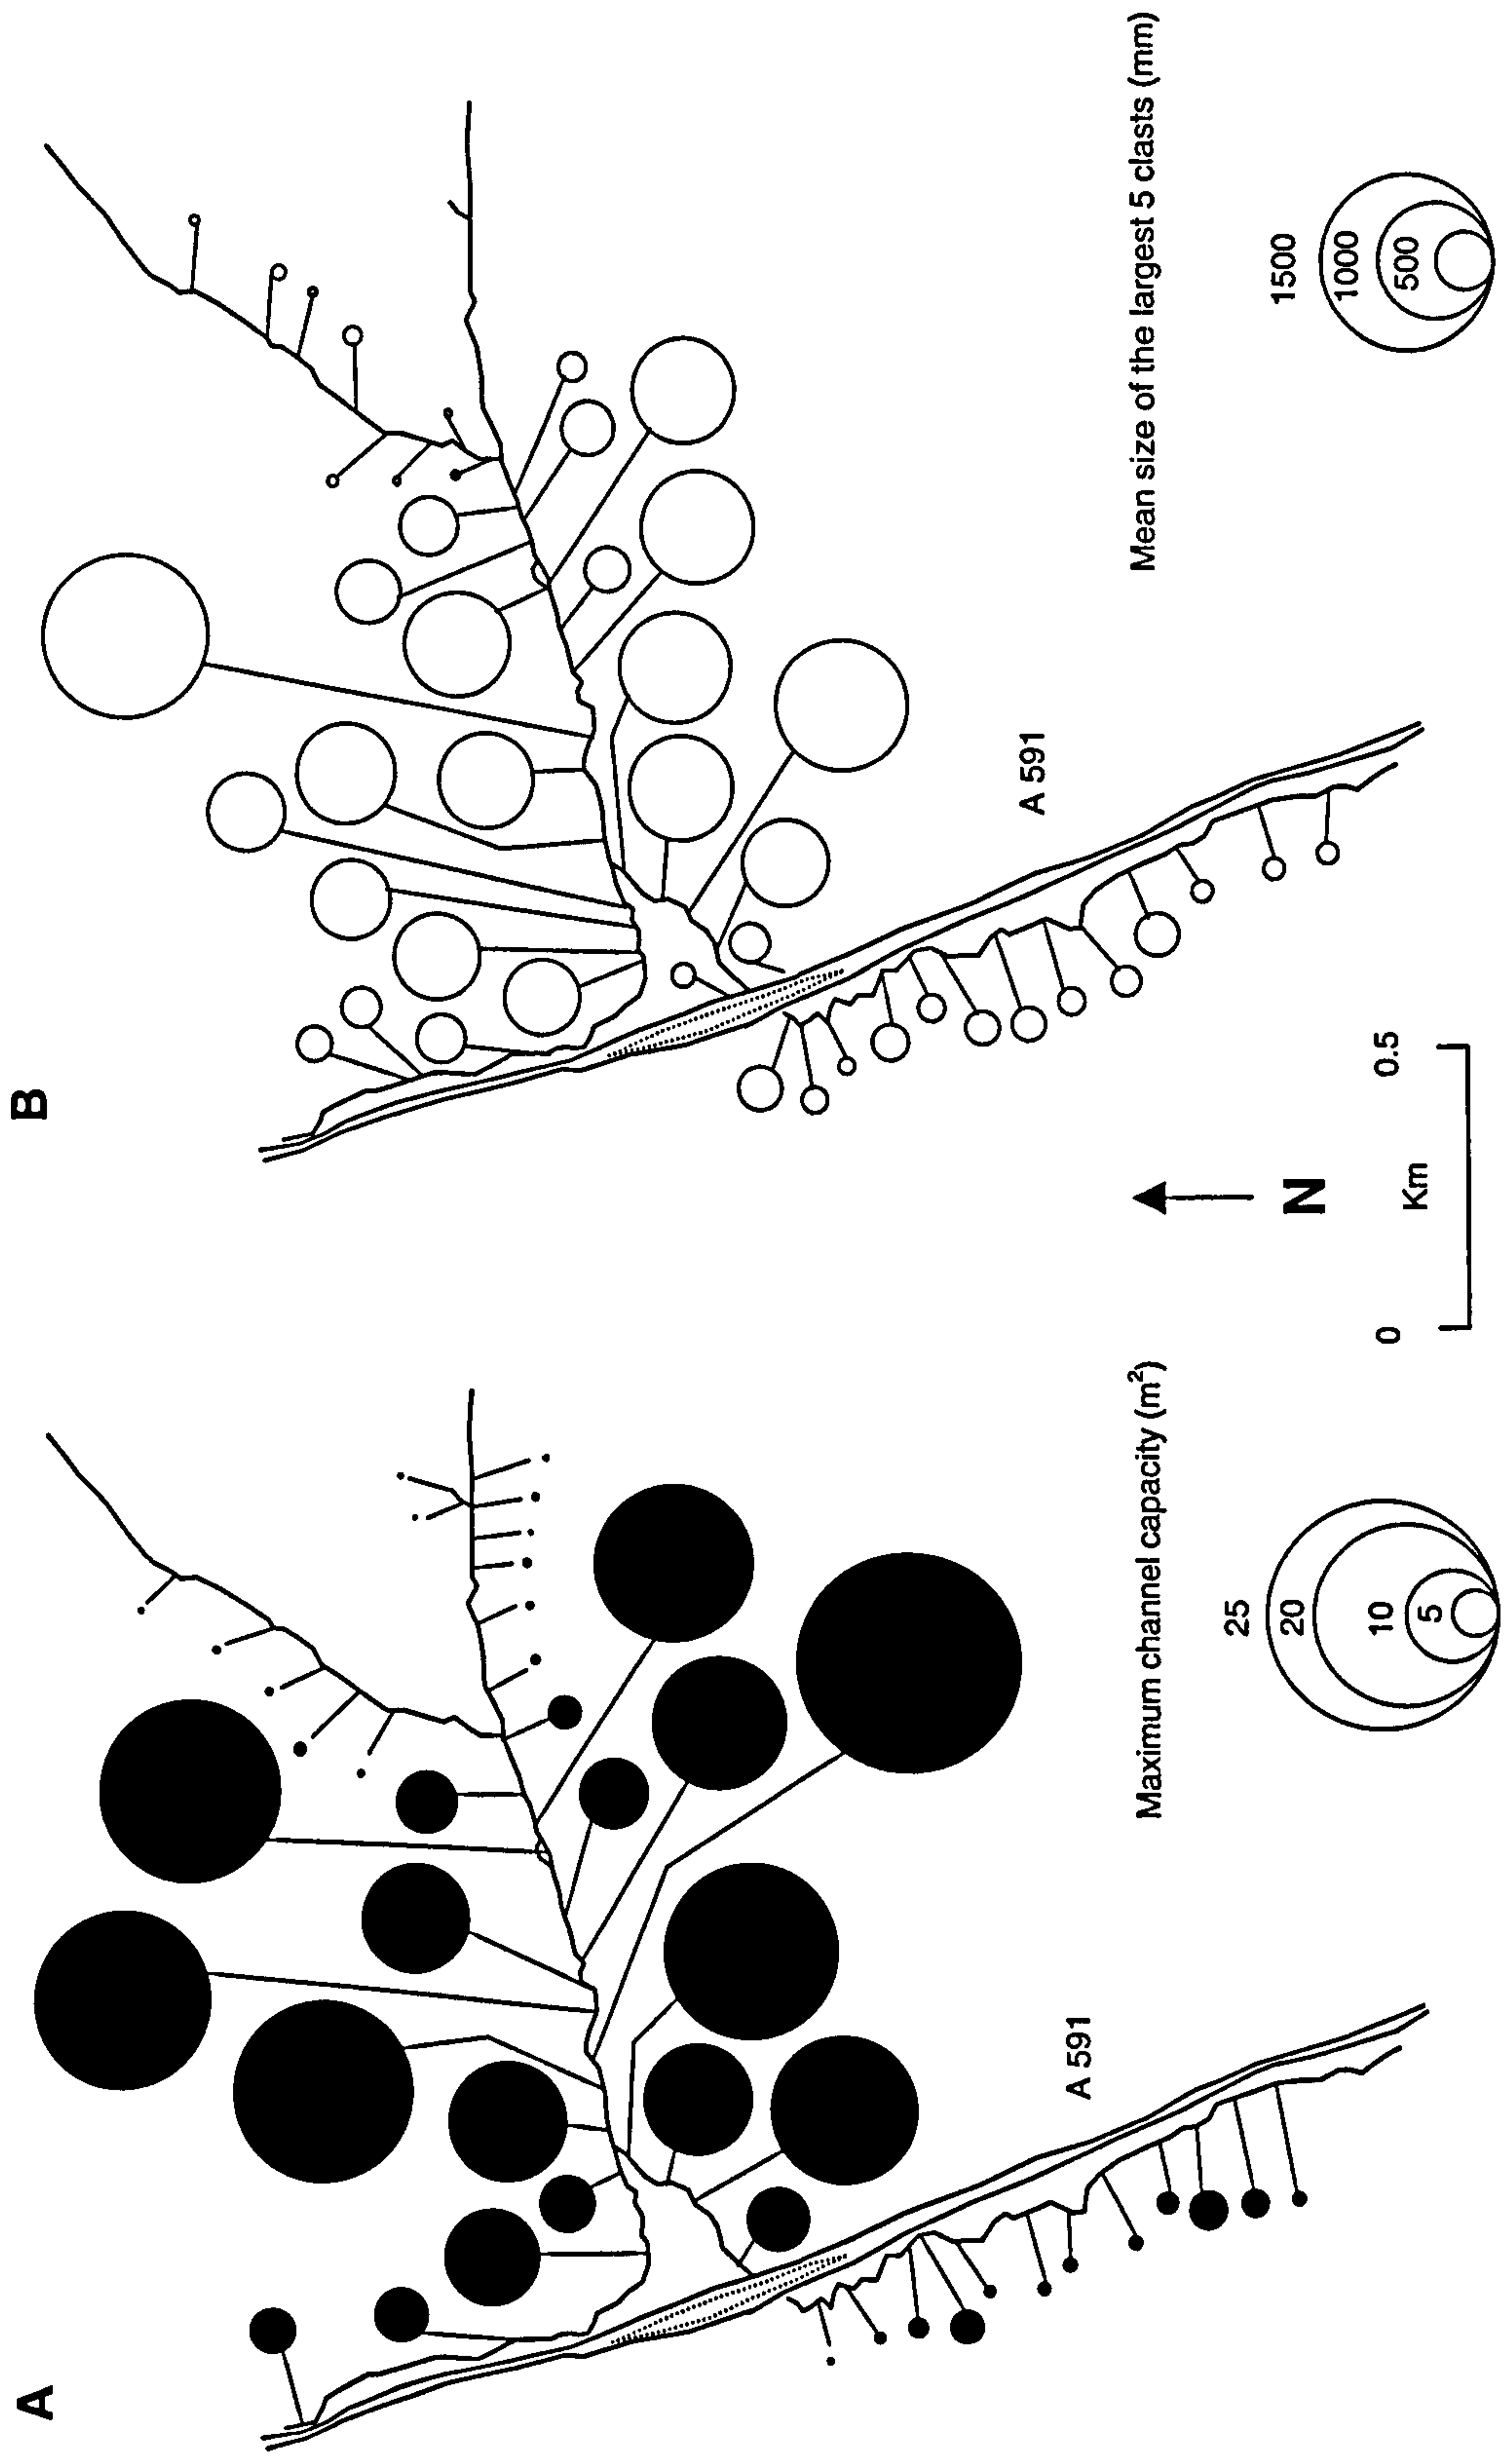 A
A 591
Maximum channel capacity (m²)
25
20
10
5
B
A 591
Mean size of the largest 5 clasts (mm)
1500
1000
500
N
Km
0
0.5